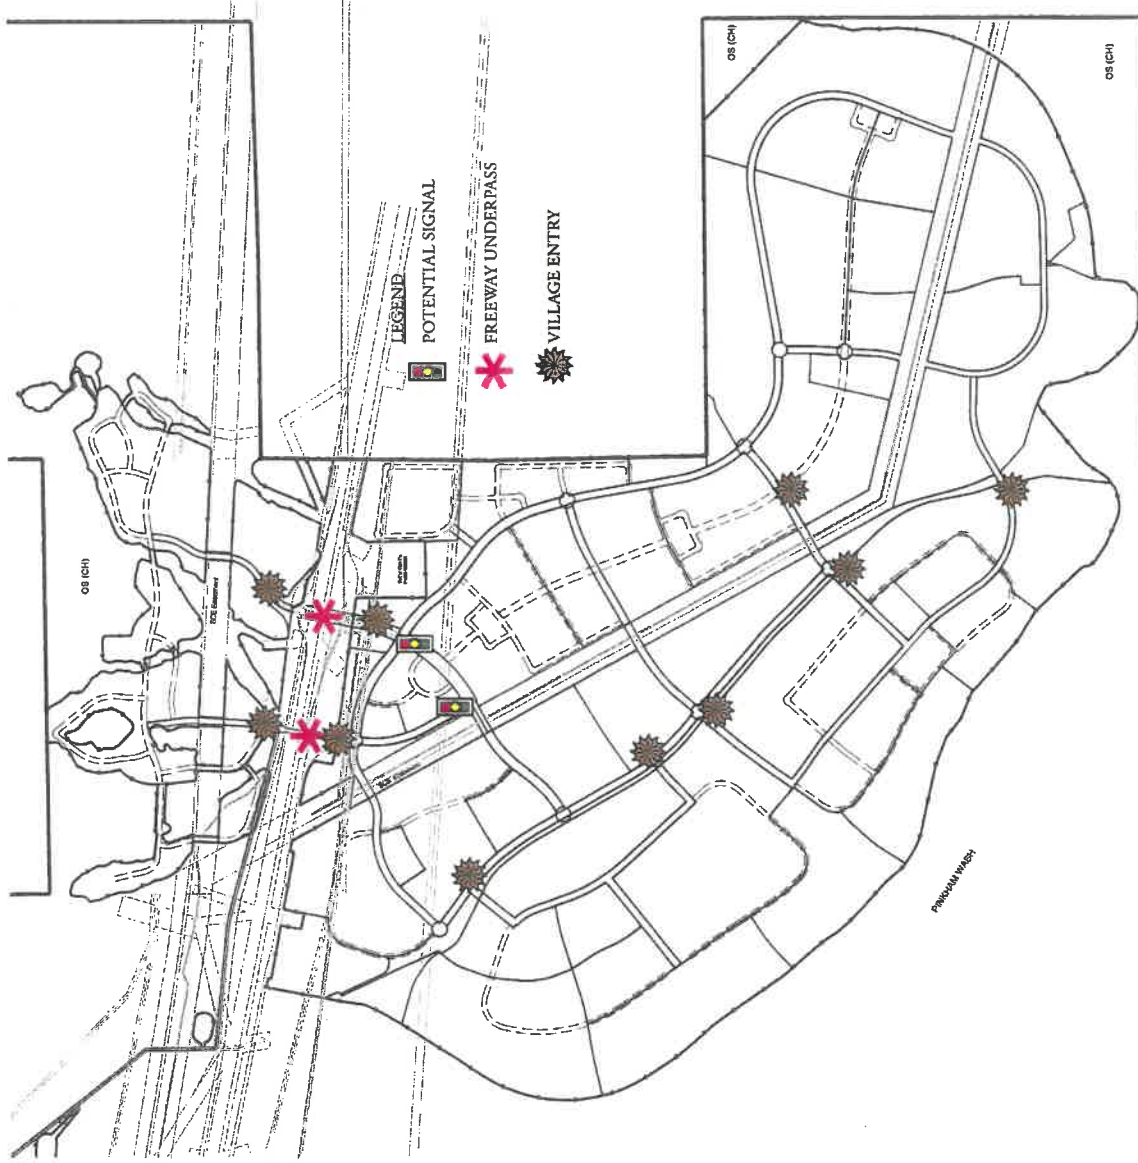 OS (CH)
OS (CH)
LEGEND
POTENTIAL SIGNAL
FREEWAY UNDERPASS
VILLAGE ENTRY
OS (CH)
SCE Easement
PINKHAM WASH